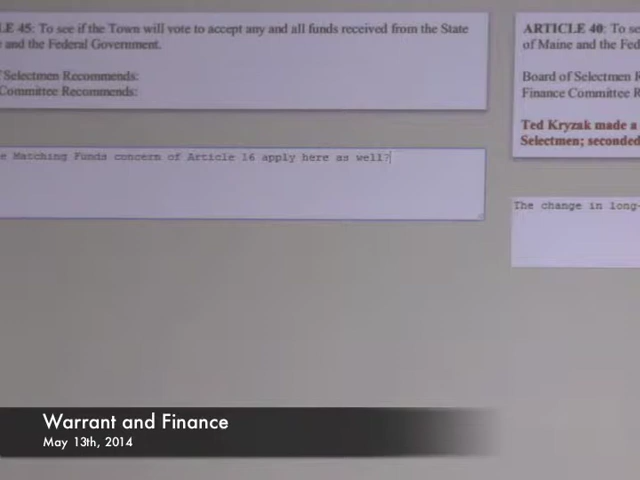 LE 45: To see if the Town will vote to accept any and all funds received from the State
and the Federal Government.
Selectmen Recommends:
Committee Recommends:
e Matching Funds concern of Article 16 apply here as well?
ARTICLE 40: To se
of Maine and the Fed
Board of Selectmen R
Finance Committee R
Ted Kryzak made a
Selectmen; seconded
The change in long-
Warrant and Finance
May 13th, 2014